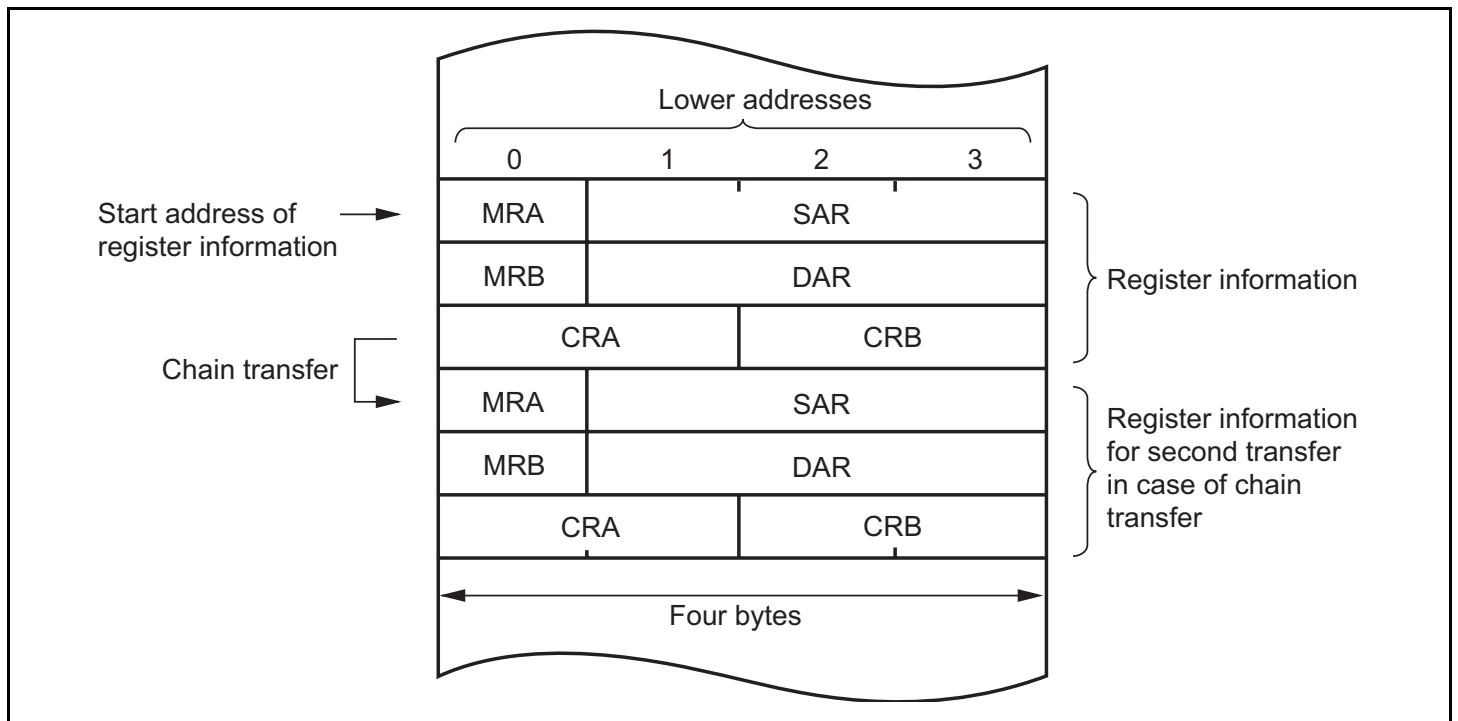 Lower addresses
0 1 2 3
Start address of
register information
MRA SAR
MRB DAR
CRA CRB
Register information
Chain transfer
MRA SAR
MRB DAR
CRA CRB
Register information
for second transfer
in case of chain
transfer
Four bytes